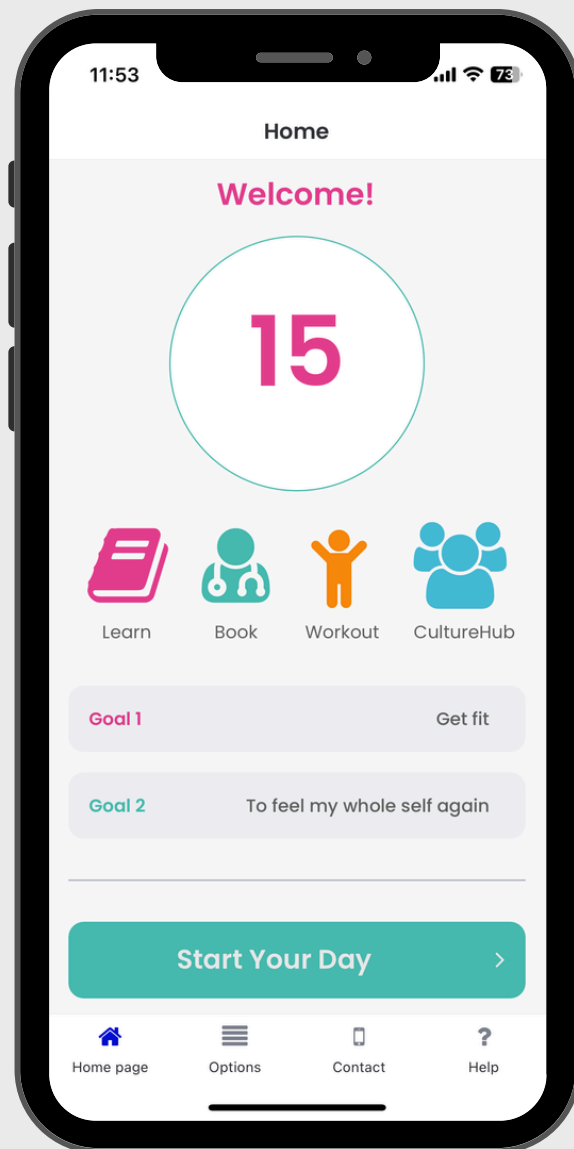 11:53
73
Home
Welcome!
15
Learn Book Workout CultureHub
Goal 1 Get fit
Goal 2 To feel my whole self again
Start Your Day
Home page Options Contact Help